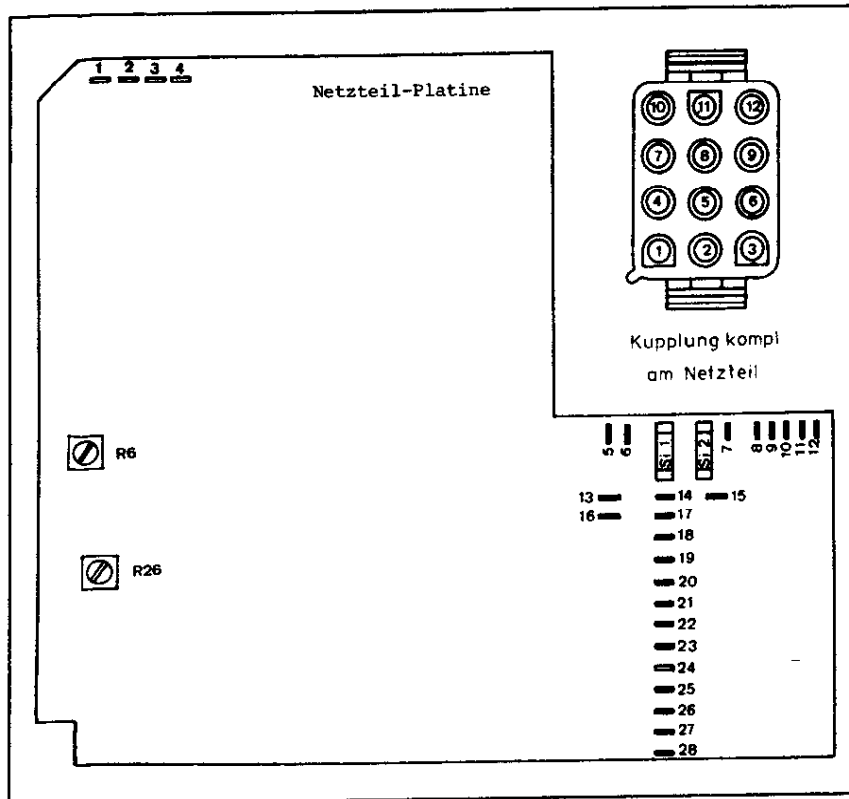 1 2 3 4
Netzteil-Platine
10 11 12
7 8 9
4 5 6
1 2 3
Kupplung kompl
am Netzteil
5 6 Si 1 Si 2 7 8 9 10 11 12
R6
13 14 15
16 17
18
R26
19
20
21
22
23
24
25
26
27
28